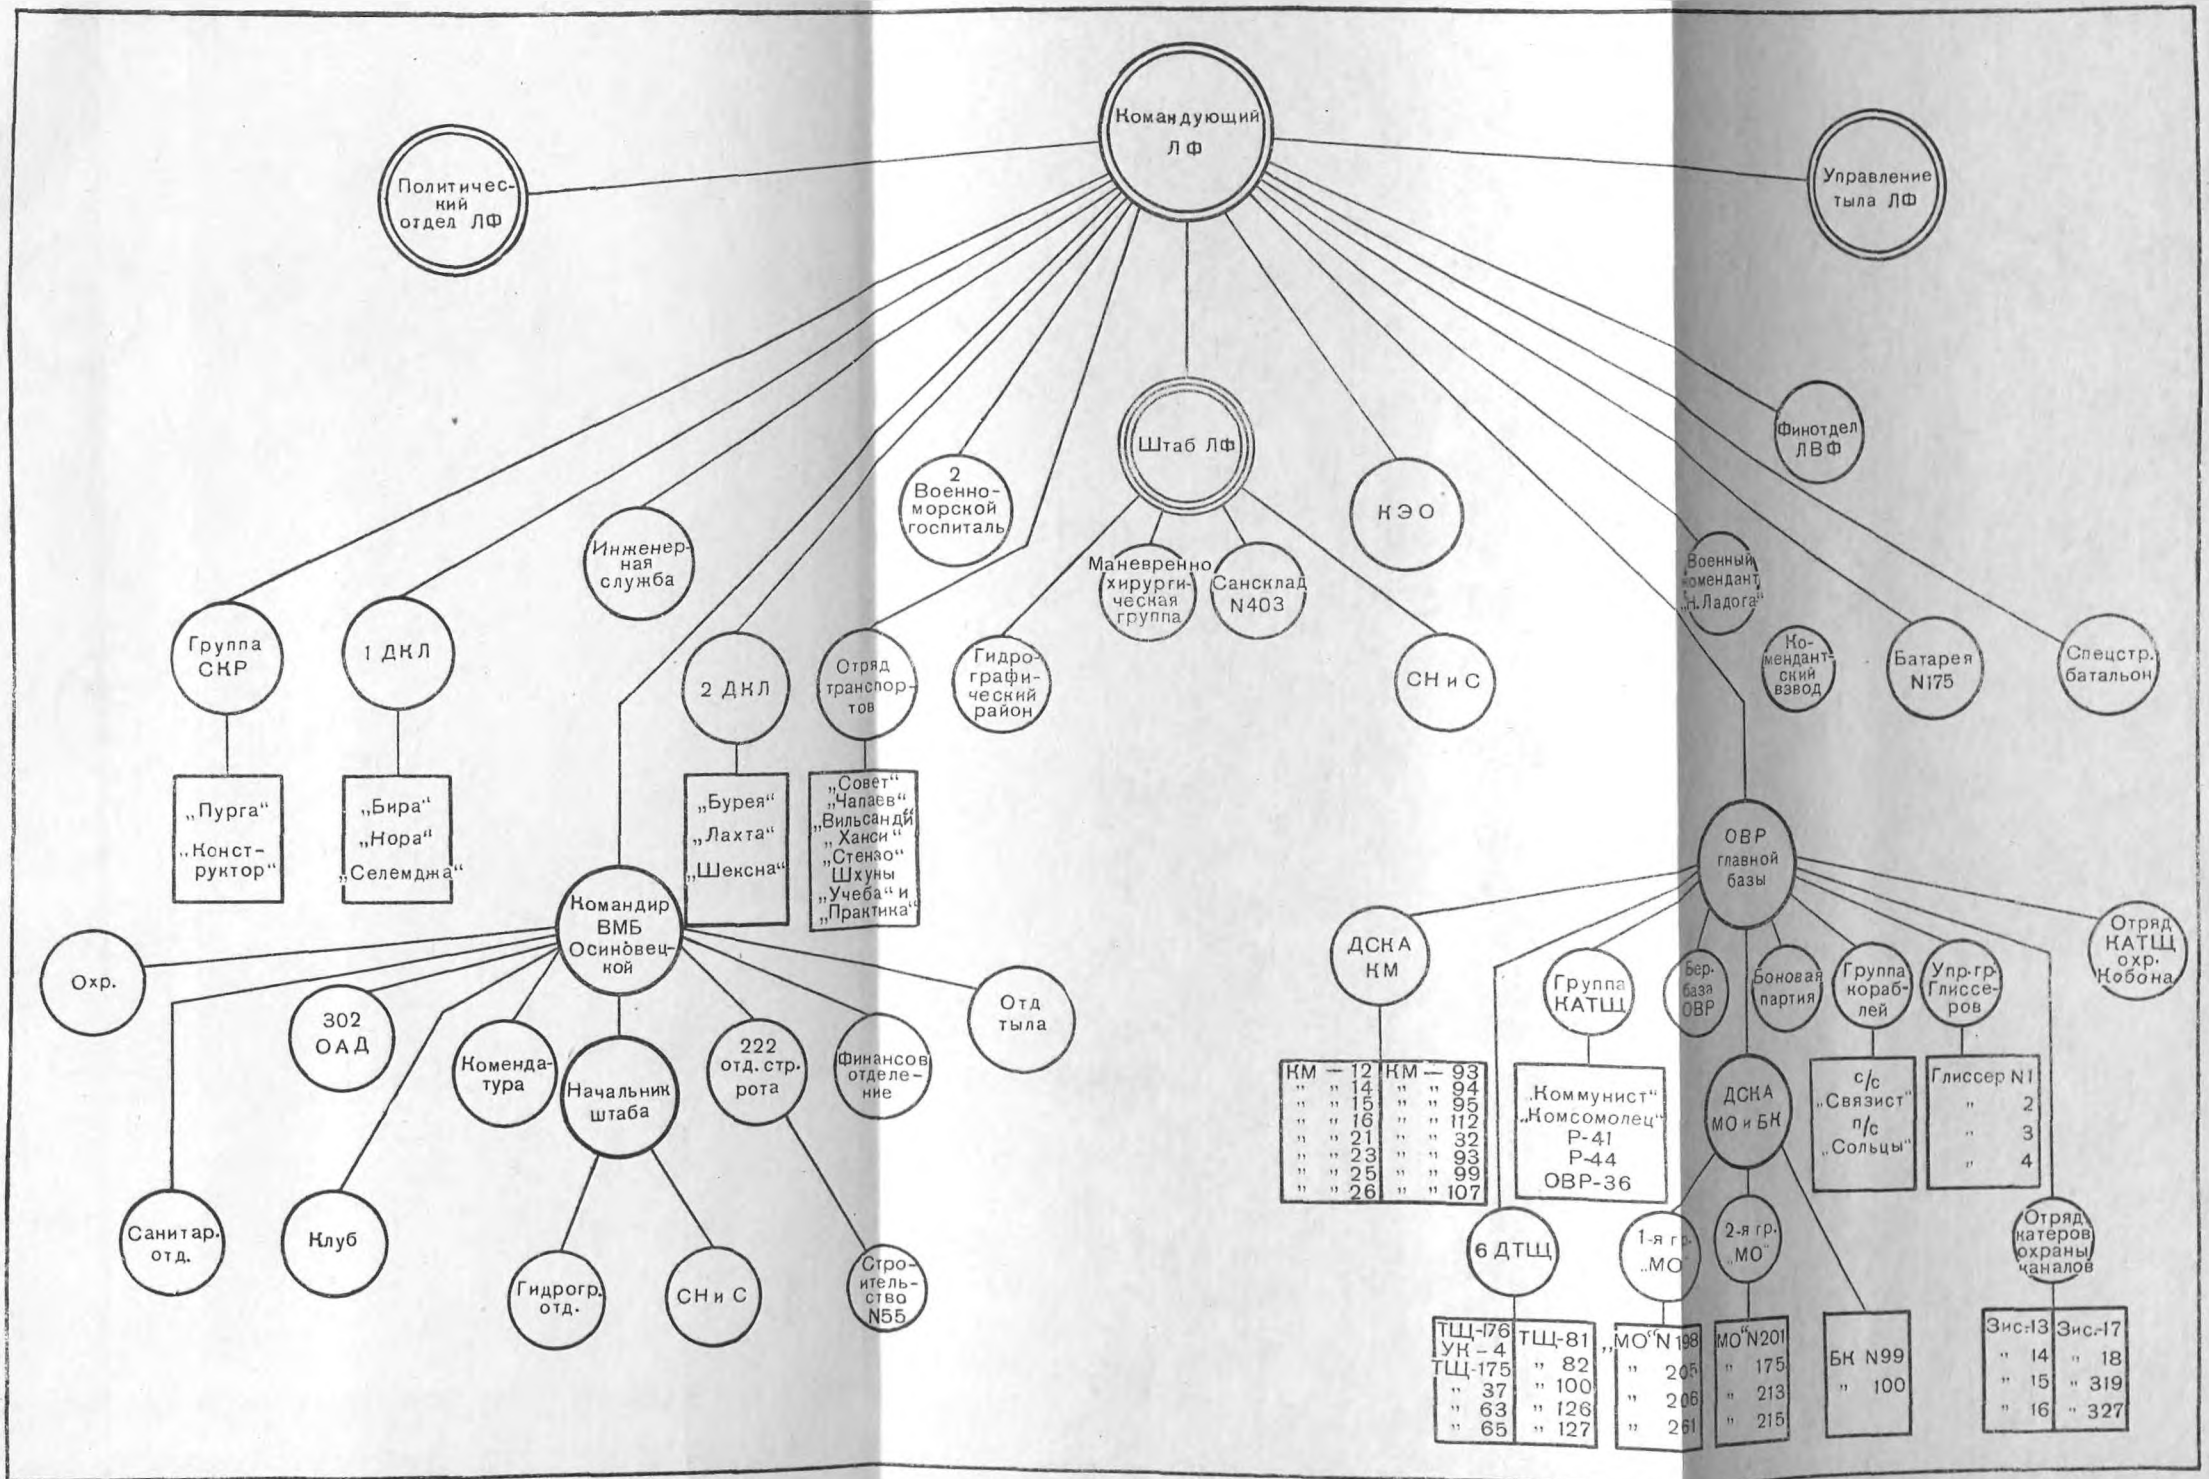 Командующий
ЛФ
Политичес-
кий
отдел ЛФ
Управление
тыла ЛФ
Штаб ЛФ
2
Военно-
морской
госпиталь
КЭО
Финотдел
ЛВФ
Инженер-
ная
служба
Маневренно
хирурги-
ческая
группа
Сансклад
N403
Военный
комендант
„Н.Ладога“
Группа
СКР
1 ДКЛ
2 ДКЛ
Отряд
транспор-
тов
Гидро-
графи-
ческий
район
СН и С
Ко-
мендант-
ский
взвод
Батарея
N175
Спецстр.
батальон
„Пурга“
„Конст-
руктор“
„Бира“
„Нора“
„Селемджа“
„Бурея“
„Лахта“
„Шексна“
„Совет“
„Чапаев“
„Вильсанди
„Ханси“
„Стензо“
Шхуны
„Учеба“ и
„Практика“
ОВР
главной
базы
Командир
ВМБ
Осиновец-
кой
Охр.
302
ОАД
Коменда-
тура
Начальник
штаба
222
отд. стр.
рота
Финансов
отделе-
ние
Отд
тыла
Санитар.
отд.
Клуб
Гидрогр.
отд.
СН и С
Строи-
тель-
ство
N55
ДСКА
КМ
Группа
КАТЩ
Бер.
база
ОВР
Боновая
партия
Группа
кораб-
лей
Упр.гр.
Глиссе-
ров
Отряд
КАТЩ
охр.
Кобона
КМ – 12 КМ – 93
" " 14 " " 94
" " 15 " " 95
" " 16 " " 112
" " 21 " " 32
" " 23 " " 93
" " 25 " " 99
" " 26 " " 107
„Коммунист“
„Комсомолец“
Р-41
Р-44
ОВР-36
ДСКА
МО и БК
с/с
„Связист“
п/с
„Сольцы“
Глиссер N1
" 2
" 3
" 4
6 ДТЩ
1-я гр.
„МО“
2-я гр.
„МО“
Отряд
катеров
охраны
каналов
ТЩ-176 ТЩ-81
УК – 4 " 82
ТЩ-175 " 100
" 37 " 126
" 63 " 127
" 65
„МО“N198
" 205
" 206
" 261
МО“N201
" 175
" 213
" 215
БК N99
" 100
Зис.-13 Зис.-17
" 14 " 18
" 15 " 319
" 16 " 327